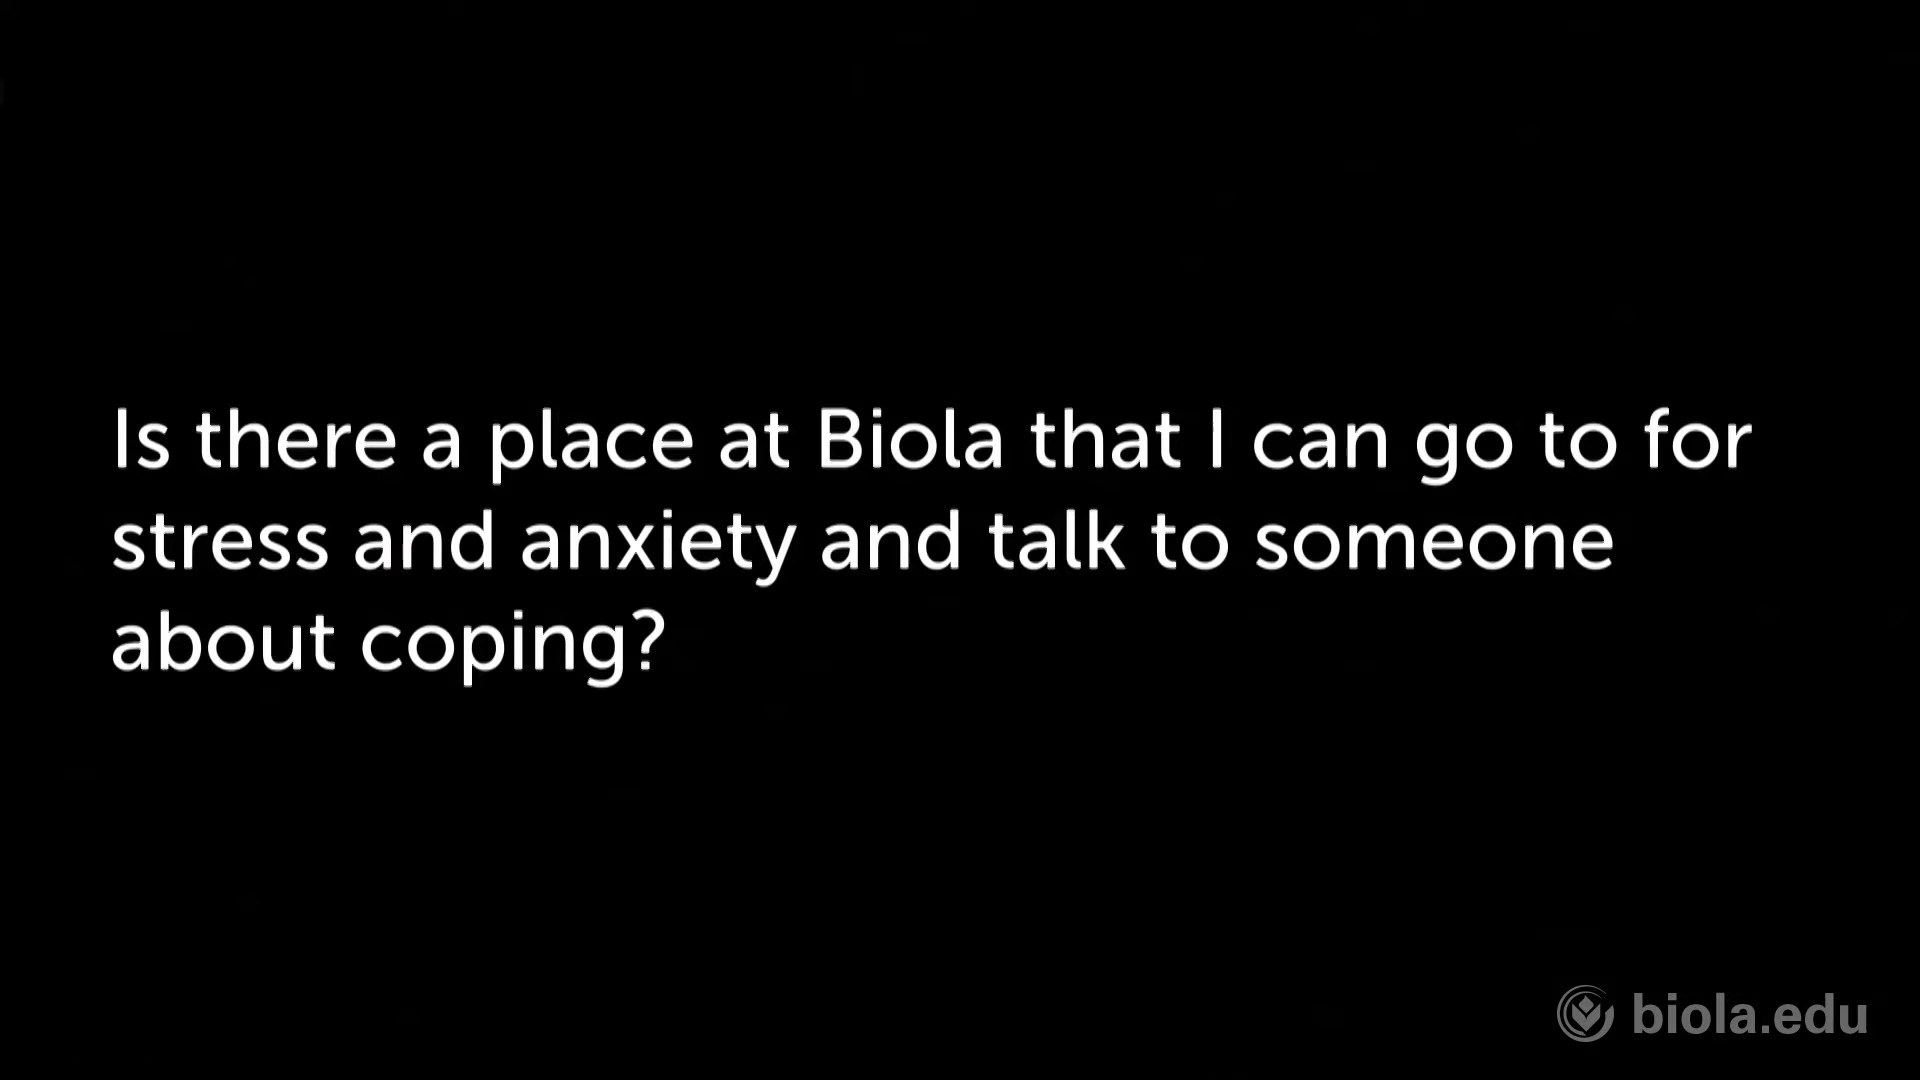 Is there a place at Biola that I can go to for
stress and anxiety and talk to someone
about coping?
biola.edu